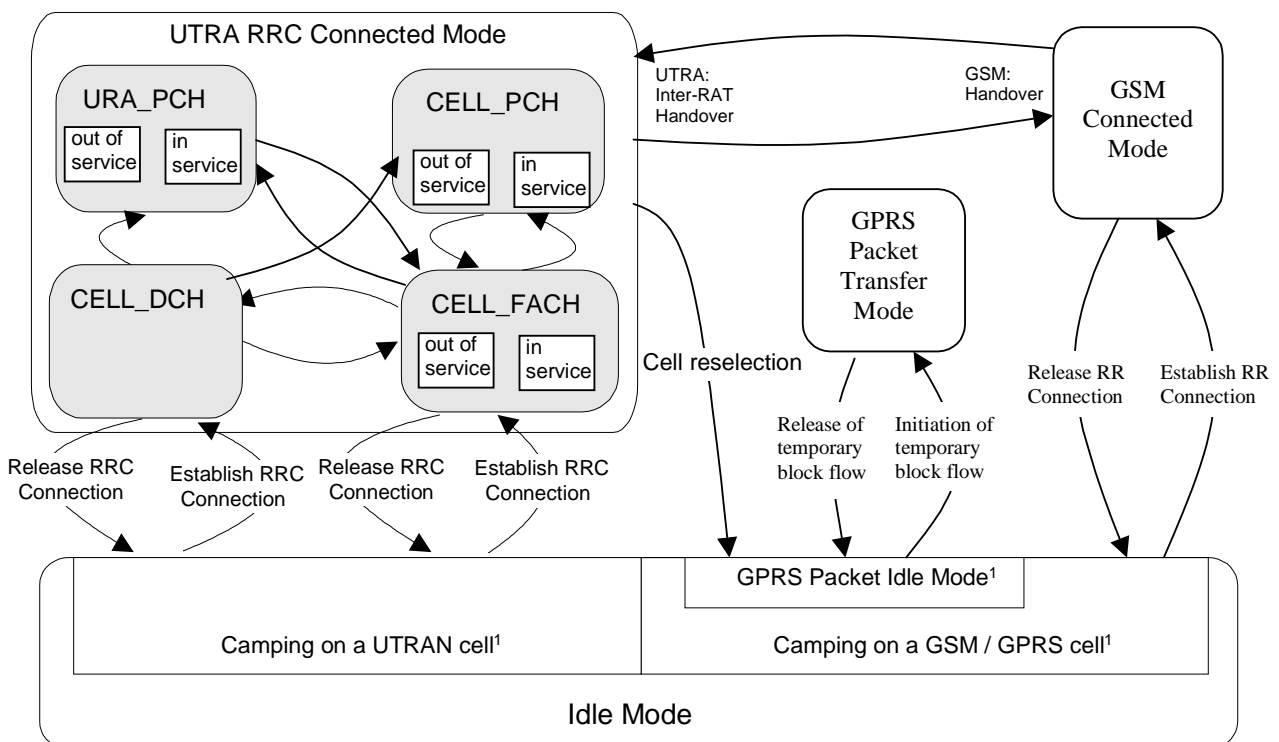 UTRA RRC Connected Mode
URA_PCH
out of
service
in
service
CELL_PCH
out of
service
in
service
CELL_DCH
CELL_FACH
out of
service
in
service
UTRA:
Inter-RAT
Handover
GSM:
Handover
GSM
Connected
Mode
GPRS
Packet
Transfer
Mode
Cell reselection
Release of
temporary
block flow
Initiation of
temporary
block flow
Release RR
Connection
Establish RR
Connection
Release RRC
Connection
Establish RRC
Connection
Release RRC
Connection
Establish RRC
Connection
GPRS Packet Idle Mode¹
Camping on a UTRAN cell¹
Camping on a GSM / GPRS cell¹
Idle Mode